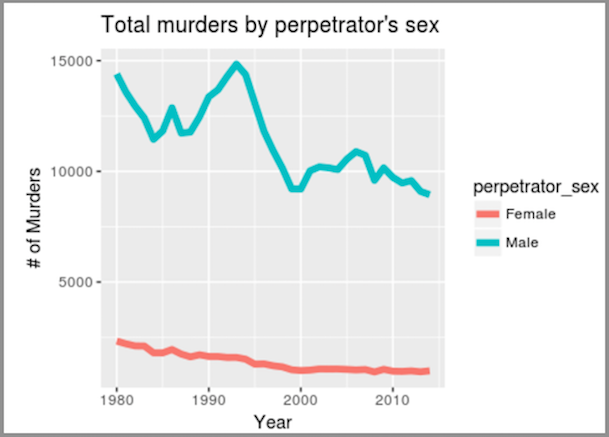 Total murders by perpetrator's sex
15000
10000
5000
# of Murders
1980 1990 2000 2010
Year
perpetrator_sex
Female
Male